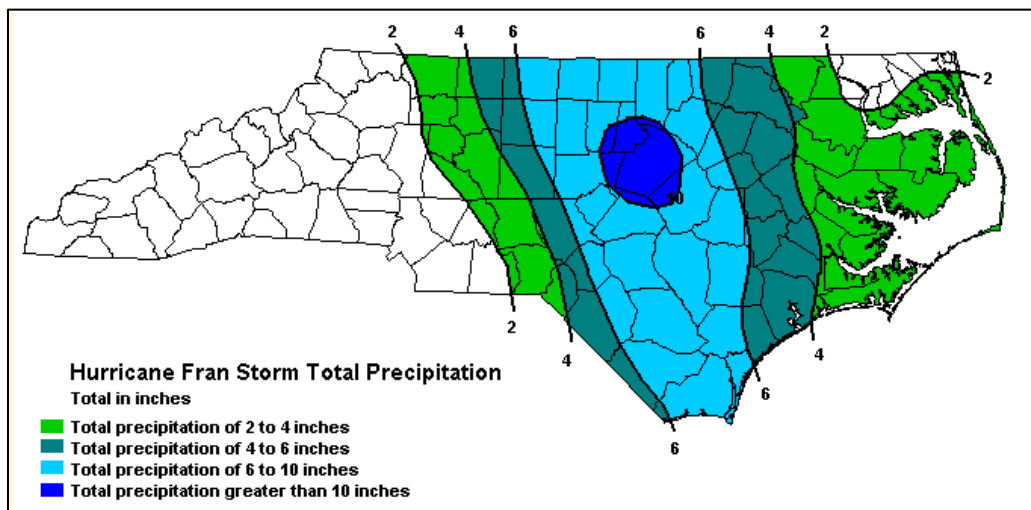 2 4 6 6 4 2
2
10
2
4
4
6
6
Hurricane Fran Storm Total Precipitation
Total in inches
Total precipitation of 2 to 4 inches
Total precipitation of 4 to 6 inches
Total precipitation of 6 to 10 inches
Total precipitation greater than 10 inches